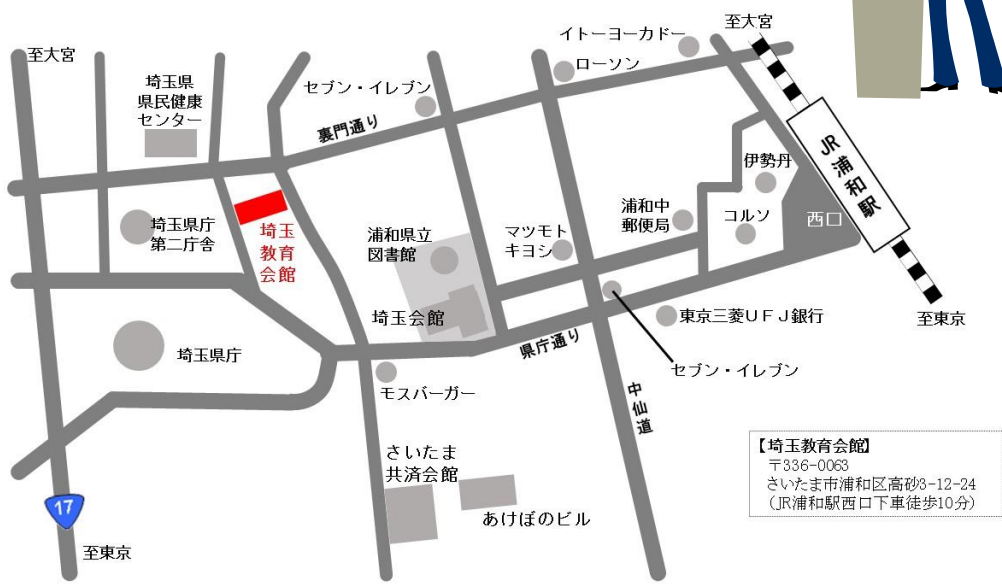 至大宮
至大宮
イトーヨーカドー
ローソン
埼玉県
県民健康
センター
セブン・イレブン
裏門通り
JR浦和駅
伊勢丹
西口
コルソ
浦和中
郵便局
マツモト
キヨシ
浦和県立
図書館
埼玉県庁
第二庁舎
埼玉
教育
会館
埼玉会館
東京三菱UFJ銀行
至東京
県庁通り
埼玉県庁
セブン・イレブン
モスバーガー
中仙道
さいたま
共済会館
あけぼのビル
17
至東京
【埼玉教育会館】
〒336-0063
さいたま市浦和区高砂3-12-24
(JR浦和駅西口下車徒歩10分)